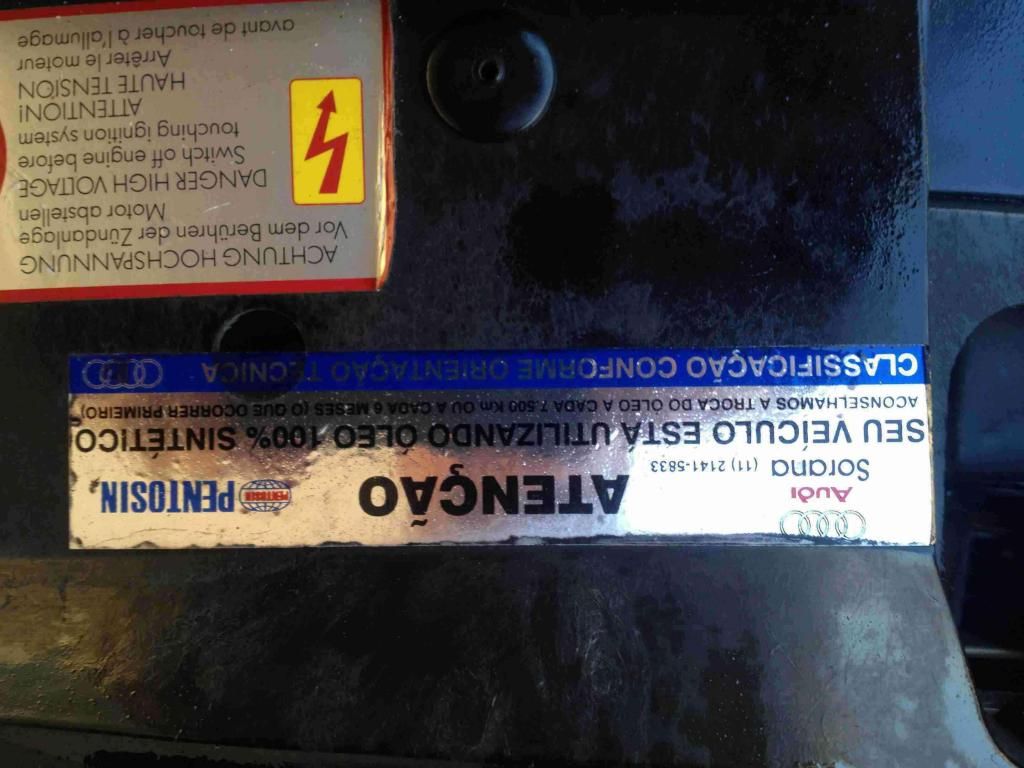 Audi
Sorana (11) 2141-5833
ATENÇÃO
PENTOSIN
PENTOSIN
SEU VEÍCULO ESTÁ UTILIZANDO ÓLEO 100% SINTÉTICO
ACONSELHAMOS A TROCA DO ÓLEO A CADA 7.500 Km OU A CADA 6 MESES (O QUE OCORRER PRIMEIRO)
CLASSIFICAÇÃO CONFORME ORIENTAÇÃO TÉCNICA
ACHTUNG HOCHSPANNUNG
Vor dem Berühren der Zündanlage
Motor abstellen
DANGER HIGH VOLTAGE
Switch off engine before
touching ignition system
ATTENTION!
HAUTE TENSION
Arrêter le moteur
avant de toucher à l'allumage